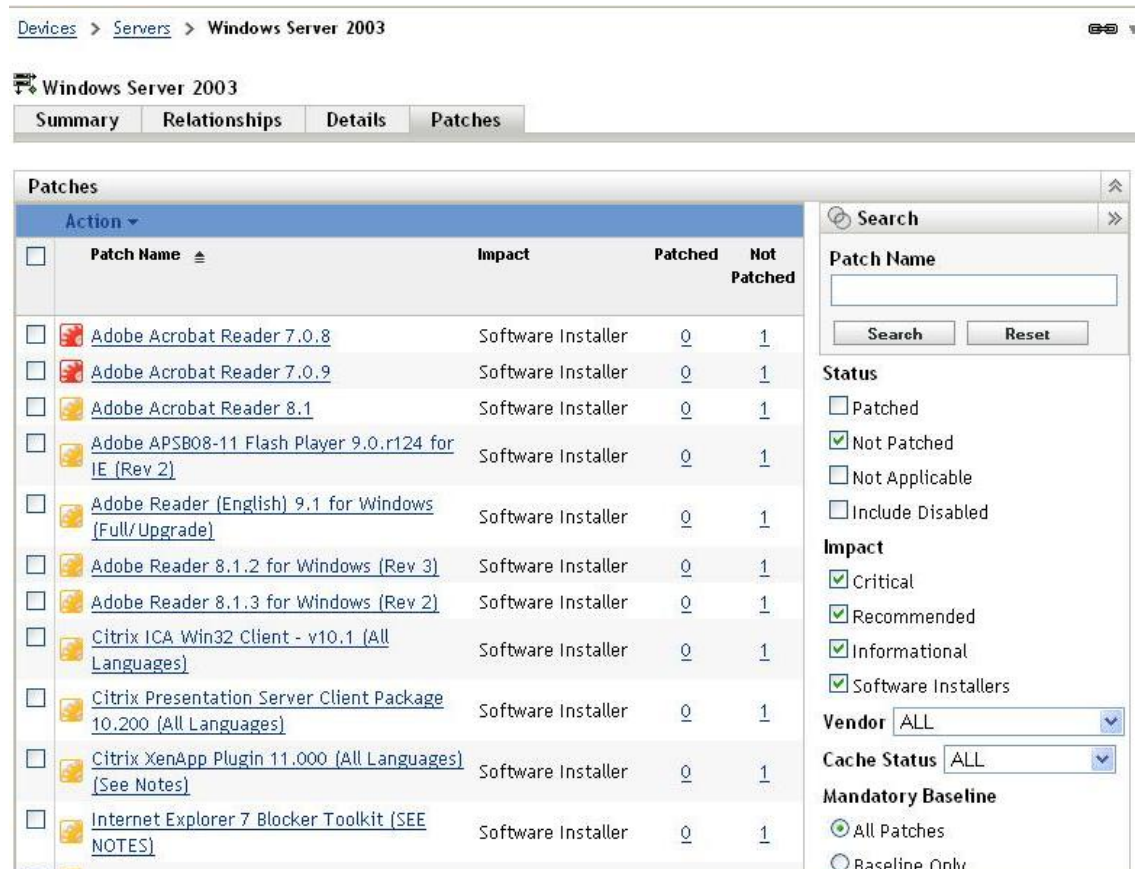 Devices > Servers > Windows Server 2003
Windows Server 2003
Summary Relationships Details Patches
Patches
Action
Patch Name Impact Patched Not Patched
Adobe Acrobat Reader 7.0.8 Software Installer 0 1
Adobe Acrobat Reader 7.0.9 Software Installer 0 1
Adobe Acrobat Reader 8.1 Software Installer 0 1
Adobe APSB08-11 Flash Player 9.0.r124 for
IE (Rev 2) Software Installer 0 1
Adobe Reader (English) 9.1 for Windows
(Full/Upgrade) Software Installer 0 1
Adobe Reader 8.1.2 for Windows (Rev 3) Software Installer 0 1
Adobe Reader 8.1.3 for Windows (Rev 2) Software Installer 0 1
Citrix ICA Win32 Client - v10.1 (All
Languages) Software Installer 0 1
Citrix Presentation Server Client Package
10.200 (All Languages) Software Installer 0 1
Citrix XenApp Plugin 11.000 (All Languages)
(See Notes) Software Installer 0 1
Internet Explorer 7 Blocker Toolkit (SEE
NOTES) Software Installer 0 1
Search
Patch Name
Search Reset
Status
Patched
Not Patched
Not Applicable
Include Disabled
Impact
Critical
Recommended
Informational
Software Installers
Vendor ALL
Cache Status ALL
Mandatory Baseline
All Patches
Baseline Only